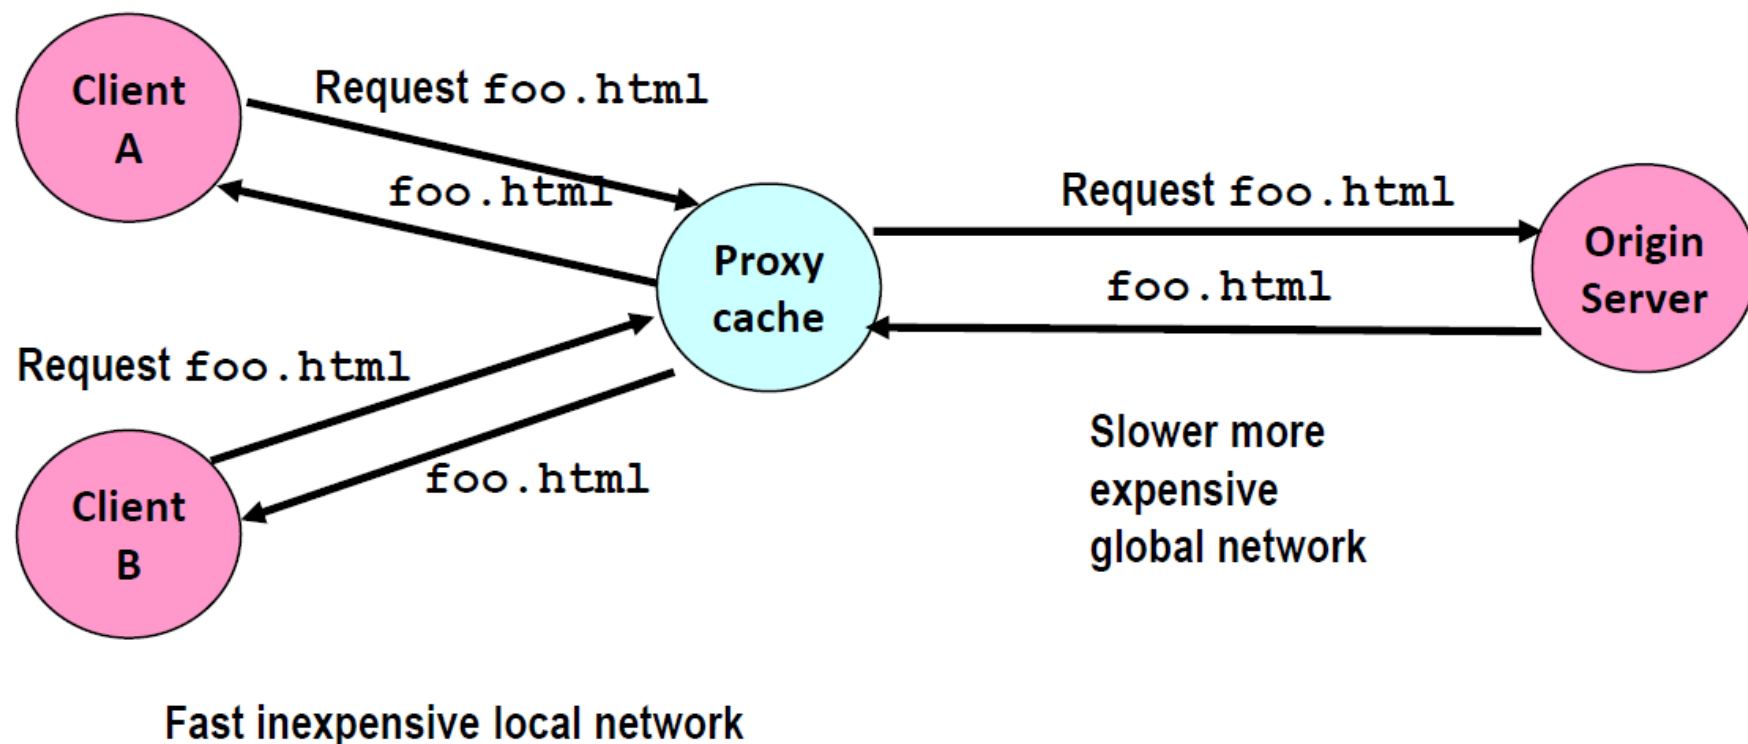 Client
A
Request foo.html
foo.html
Request foo.html
foo.html
Proxy
cache
Request foo.html
foo.html
Origin
Server
Client
B
Slower more
expensive
global network
Fast inexpensive local network